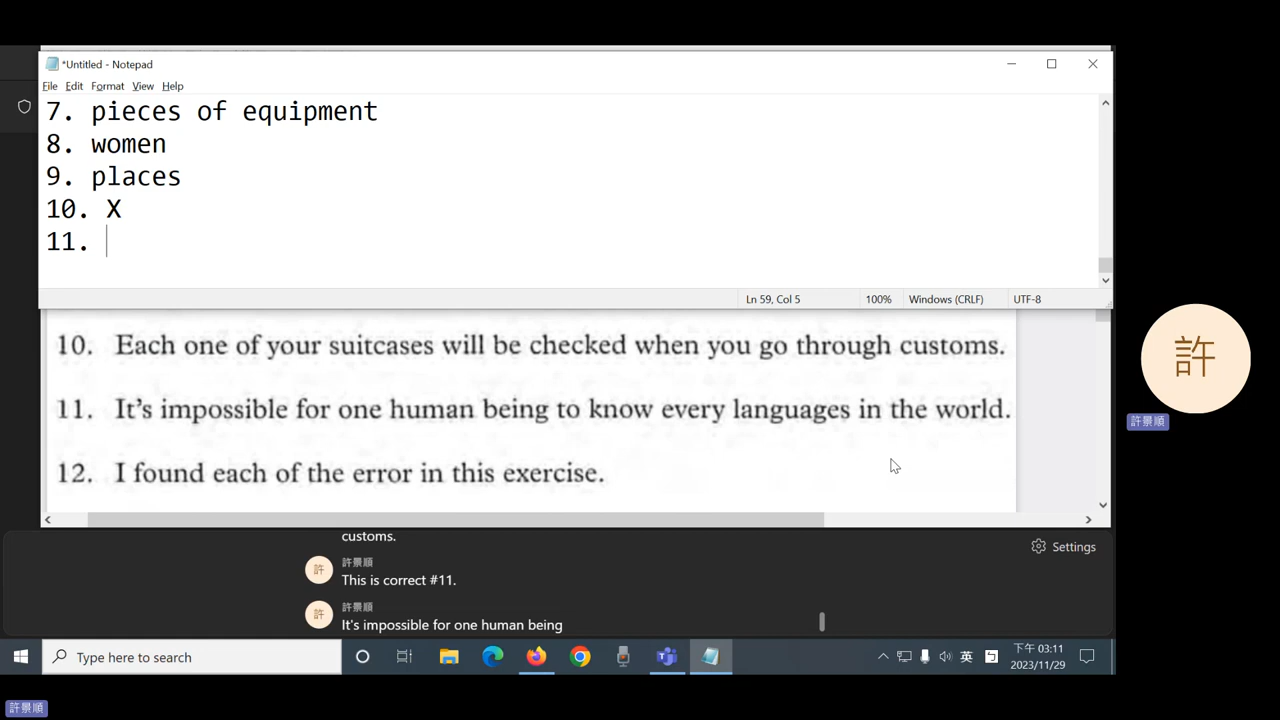 *Untitled - Notepad
File Edit Format View Help
7. pieces of equipment
8. women
9. places
10. X
11.
Ln 59, Col 5 100% Windows (CRLF) UTF-8
10. Each one of your suitcases will be checked when you go through customs.
11. It's impossible for one human being to know every languages in the world.
12. I found each of the error in this exercise.
customs.
許景順
許 This is correct #11.
許景順
許 It's impossible for one human being
Settings
許
許景順
Type here to search
英
下午 03:11
2023/11/29
許景順